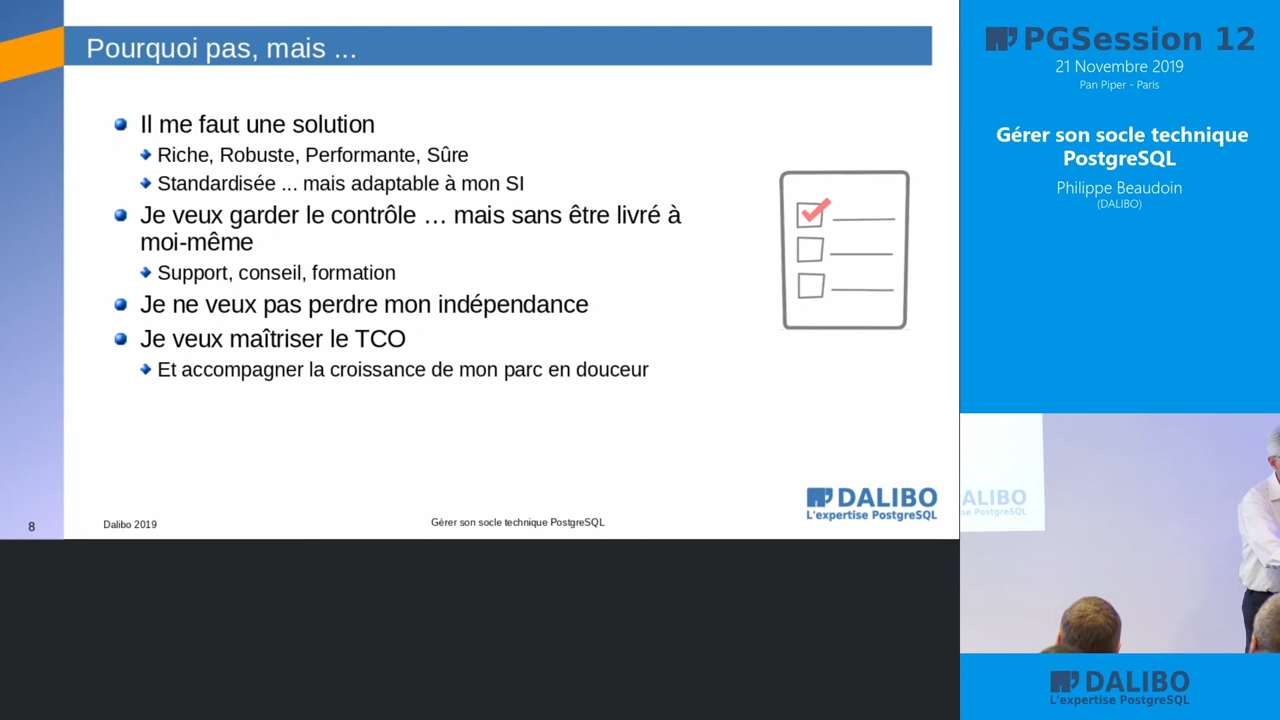 Pourquoi pas, mais ...
Il me faut une solution
Riche, Robuste, Performante, Sûre
Standardisée ... mais adaptable à mon SI
Je veux garder le contrôle … mais sans être livré à
moi-même
Support, conseil, formation
Je ne veux pas perdre mon indépendance
Je veux maîtriser le TCO
Et accompagner la croissance de mon parc en douceur
DALIBO
L'expertise PostgreSQL
8
Dalibo 2019
Gérer son socle technique PostgreSQL
PGSession 12
21 Novembre 2019
Pan Piper - Paris
Gérer son socle technique
PostgreSQL
Philippe Beaudoin
(DALIBO)
ALIBO
se PostgreSQL
DALIBO
L'expertise PostgreSQL